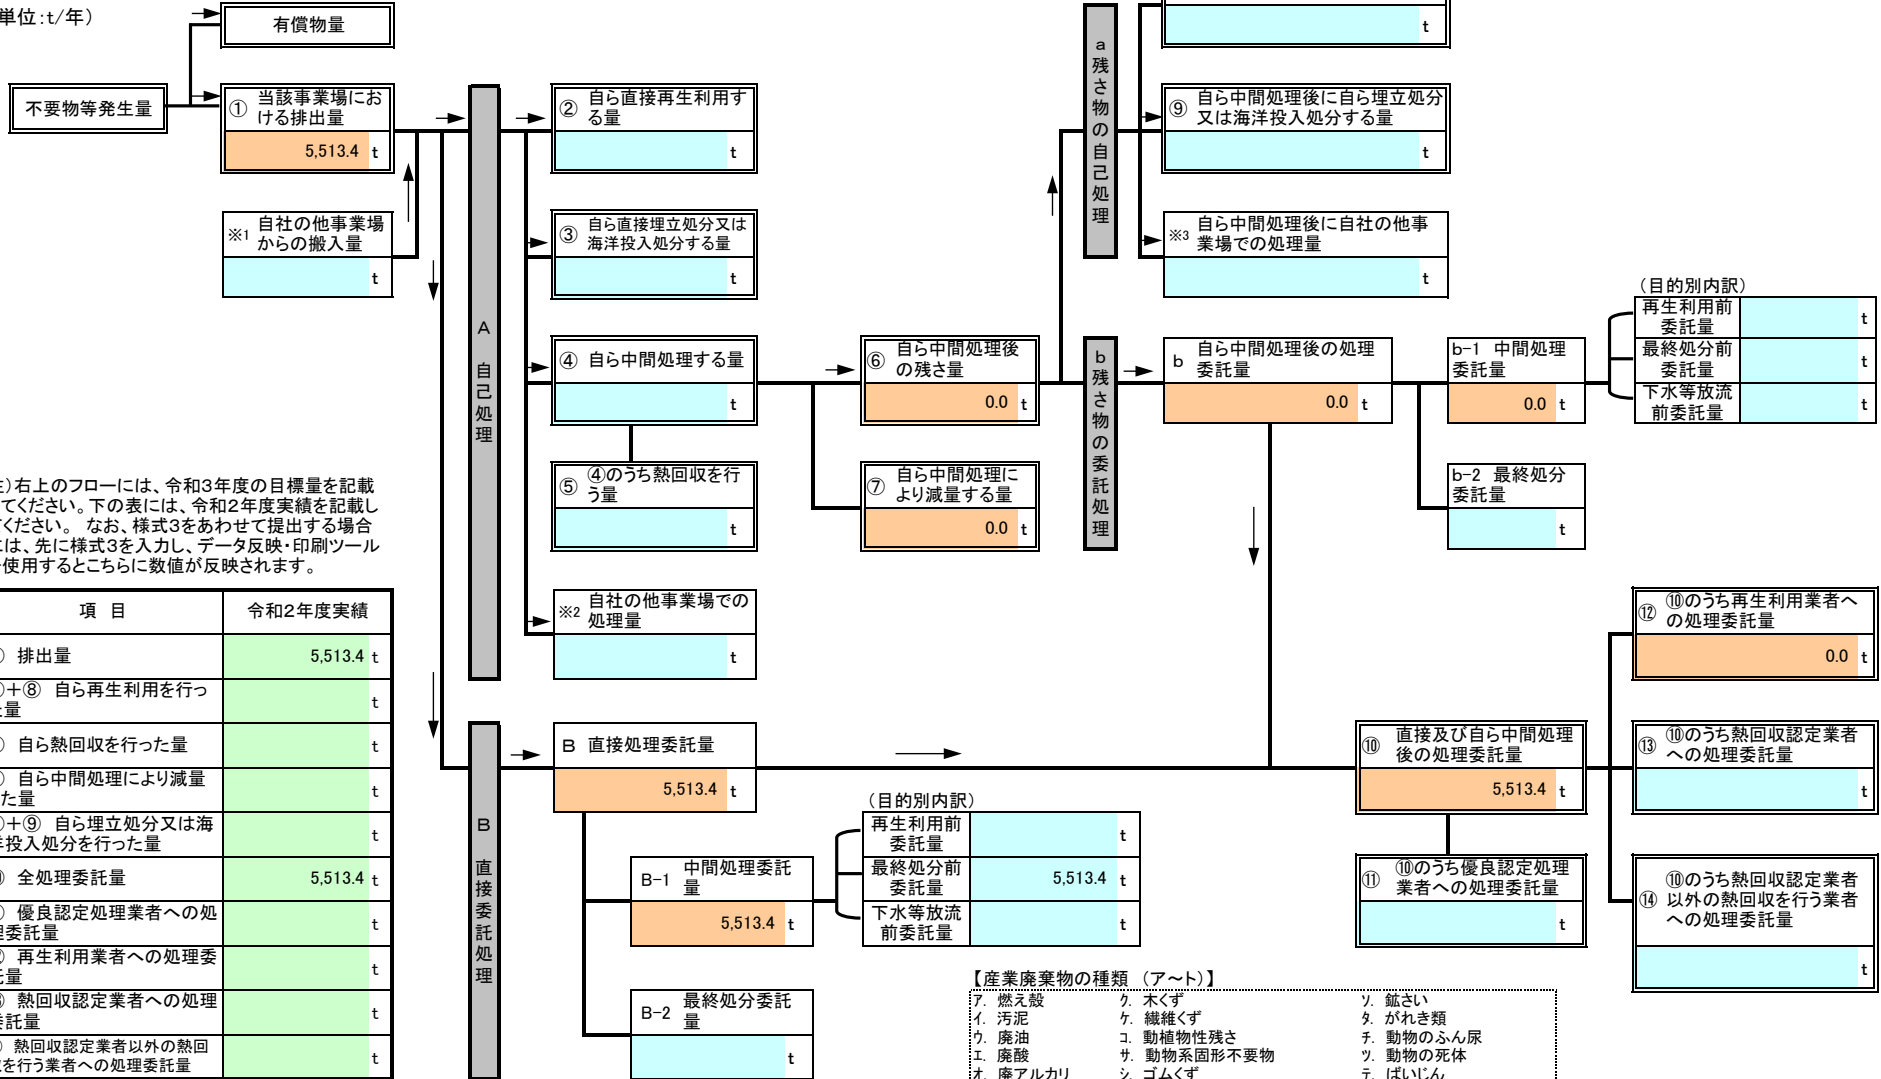 単位:t/年)
有償物量
t
不要物等発生量
① 当該事業場にお
ける排出量
5,513.4 t
② 自ら直接再生利用す
る量
t
⑨ 自ら中間処理後に自ら埋立処分
又は海洋投入処分する量
t
a 残さ物の自己処理
※1 自社の他事業場
からの搬入量
t
③ 自ら直接埋立処分又は
海洋投入処分する量
t
※3 自ら中間処理後に自社の他事
業場での処理量
t
A 自己処理
④ 自ら中間処理する量
t
⑥ 自ら中間処理後
の残さ量
0.0 t
b 残さ物の委託処理
b 自ら中間処理後の処理
委託量
0.0 t
b-1 中間処理
委託量
0.0 t
(目的別内訳)
再生利用前
委託量
t
最終処分前
委託量
t
下水等放流
前委託量
t
⑤ ④のうち熱回収を行
う量
t
⑦ 自ら中間処理に
より減量する量
0.0 t
b-2 最終処分
委託量
t
)右上のフローには、令和3年度の目標量を記載
てください。下の表には、令和2年度実績を記載し
ください。 なお、様式3をあわせて提出する場合
は、先に様式3を入力し、データ反映・印刷ツール
使用するとこちらに数値が反映されます。
※2 自社の他事業場での
処理量
t
項 目 令和2年度実績
) 排出量 5,513.4 t
)+⑧ 自ら再生利用を行っ
量
t
) 自ら熱回収を行った量 t
) 自ら中間処理により減量
た量
t
)+⑨ 自ら埋立処分又は海
投入処分を行った量
t
) 全処理委託量 5,513.4 t
) 優良認定処理業者への処
理委託量
t
) 再生利用業者への処理委
量
t
) 熱回収認定業者への処理
委託量
t
) 熱回収認定業者以外の熱回
を行う業者への処理委託量
t
B 直接委託処理
B 直接処理委託量
5,513.4 t
B-1 中間処理委託
量
5,513.4 t
B-2 最終処分委託
量
t
(目的別内訳)
再生利用前
委託量
t
最終処分前
委託量
5,513.4 t
下水等放流
前委託量
t
⑩ 直接及び自ら中間処理
後の処理委託量
5,513.4 t
⑪ ⑩のうち優良認定処理
業者への処理委託量
t
⑫ ⑩のうち再生利用業者へ
の処理委託量
0.0 t
⑬ ⑩のうち熱回収認定業者
への処理委託量
t
⑭ ⑩のうち熱回収認定業者
以外の熱回収を行う業者
への処理委託量
t
【産業廃棄物の種類 (ア~ト)】
ア. 燃え殻 ク. 木くず ソ. 鉱さい
イ. 汚泥 ケ. 繊維くず タ. がれき類
ウ. 廃油 コ. 動植物性残さ チ. 動物のふん尿
エ. 廃酸 サ. 動物系固形不要物 ツ. 動物の死体
オ. 廃アルカリ シ. ゴムくず テ. ばいじん